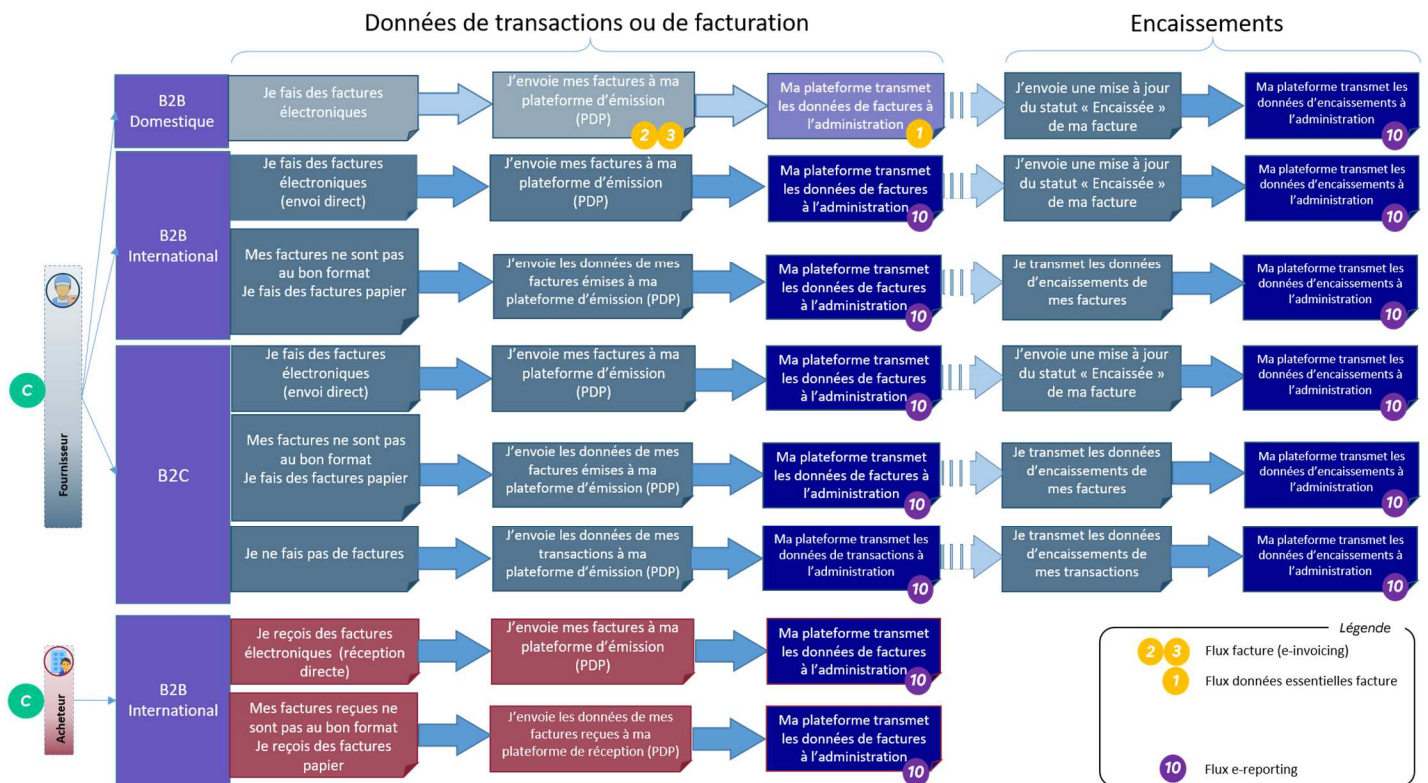 Données de transactions ou de facturation
Encaissements
B2B
Domestique
Je fais des factures
électroniques
J'envoie mes factures à ma
plateforme d'émission
(PDP)
2 3
Ma plateforme transmet
les données de factures à
l'administration
1
J'envoie une mise à jour
du statut « Encaissée »
de ma facture
Ma plateforme transmet les
données d'encaissements à
l'administration
10
B2B
International
Je fais des factures
électroniques
(envoi direct)
J'envoie mes factures à ma
plateforme d'émission
(PDP)
Ma plateforme transmet
les données de factures
à l'administration
10
J'envoie une mise à jour
du statut « Encaissée »
de ma facture
Ma plateforme transmet
les données d'encaissements à
l'administration
10
Mes factures ne sont pas
au bon format
Je fais des factures papier
J'envoie les données de mes
factures émises à ma
plateforme d'émission (PDP)
Ma plateforme transmet
les données de factures
à l'administration
10
Je transmet les données
d'encaissements de
mes factures
Ma plateforme transmet les
données d'encaissements à
l'administration
10
C
Fournisseur
B2C
Je fais des factures
électroniques
(envoi direct)
J'envoie mes factures à ma
plateforme d'émission
(PDP)
Ma plateforme transmet
les données de factures
à l'administration
10
J'envoie une mise à jour
du statut « Encaissée »
de ma facture
Ma plateforme transmet les
données d'encaissements à
l'administration
10
Mes factures ne sont pas
au bon format
Je fais des factures papier
J'envoie les données de mes
factures émises à ma
plateforme d'émission (PDP)
Ma plateforme transmet
les données de factures à
l'administration
10
Je transmet les données
d'encaissements de
mes factures
Ma plateforme transmet les
données d'encaissements à
l'administration
10
Je ne fais pas de factures
J'envoie les données de mes
transactions à ma
plateforme d'émission (PDP)
Ma plateforme transmet les
données de transactions à
l'administration
10
Je transmet les données
d'encaissements de
mes transactions
Ma plateforme transmet les
données d'encaissements à
l'administration
10
C
Acheteur
B2B
International
Je reçois des factures
électroniques (réception
directe)
J'envoie mes factures à ma
plateforme d'émission
(PDP)
Ma plateforme transmet
les données de factures
à l'administration
10
Mes factures reçues ne
sont pas au bon format
Je reçois des factures
papier
J'envoie les données de mes
factures reçues à ma
plateforme de réception (PDP)
Ma plateforme transmet
les données de factures
à l'administration
10
Légende
2 3 Flux facture (e-invoicing)
1 Flux données essentielles facture
10 Flux e-reporting